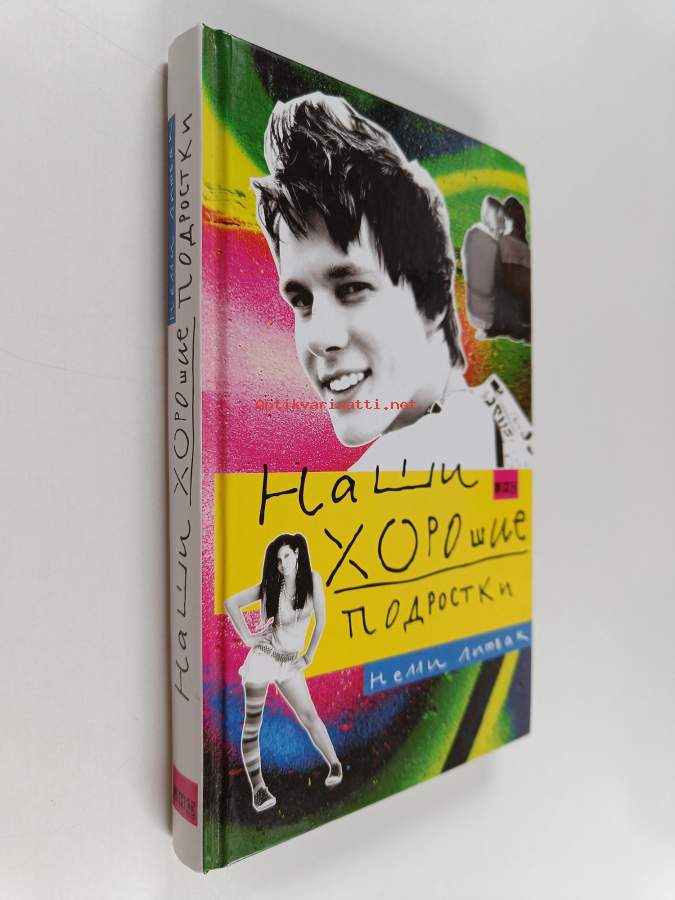 Наши
ХОРОшие
подростки
Нелли Литвак
Наши ХОРОшие подростки
Нелли Литвак
antikvariaatti.net